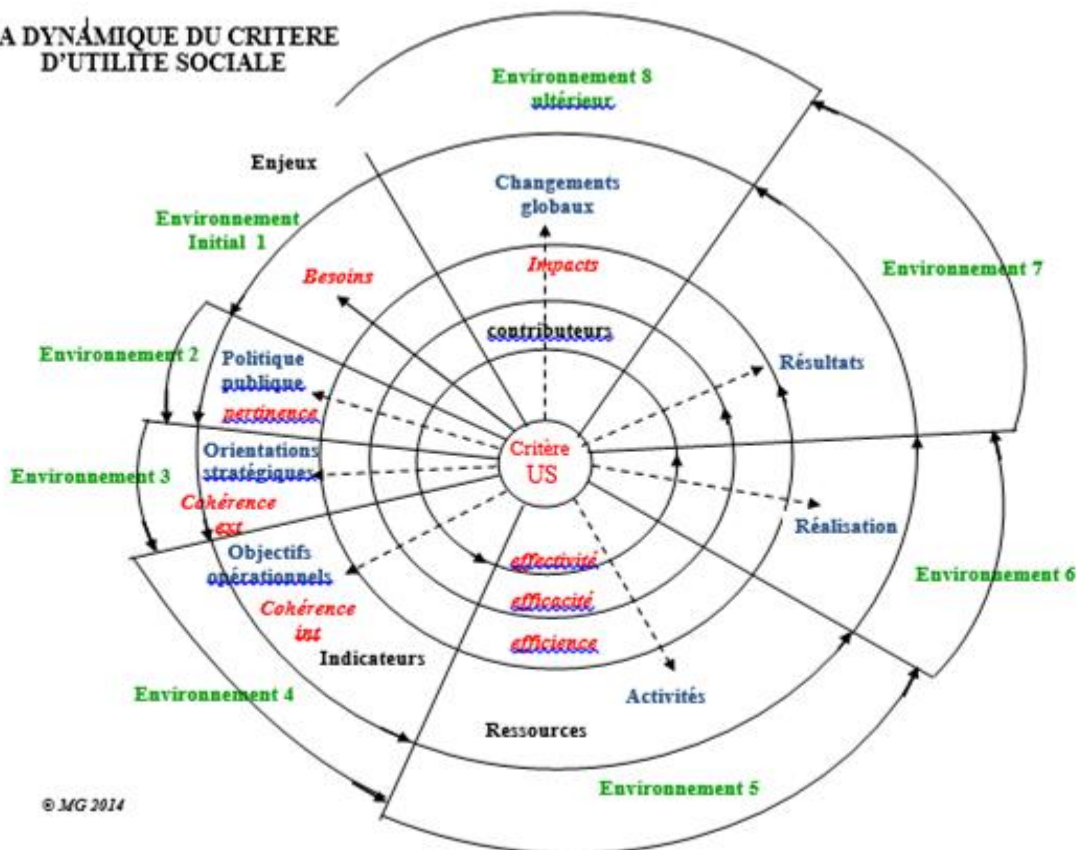 A DYNAMIQUE DU CRITERE
D'UTILITE SOCIALE
Environnement 8
ultérieur
Enjeux
Changements
globaux
Environnement
Initial 1
Besoins
Impacts
Environnement 7
contributeurs
Environnement 2
Politique
publique
pertinence
Résultats
Critère
US
Orientations
stratégiques
Environnement 3
Cohérence
ext
Réalisation
Objectifs
opérationnels
effectivité
efficacité
efficience
Environnement 6
Cohérence
int
Indicateurs
Environnement 4
Activités
Ressources
Environnement 5
© MG 2014